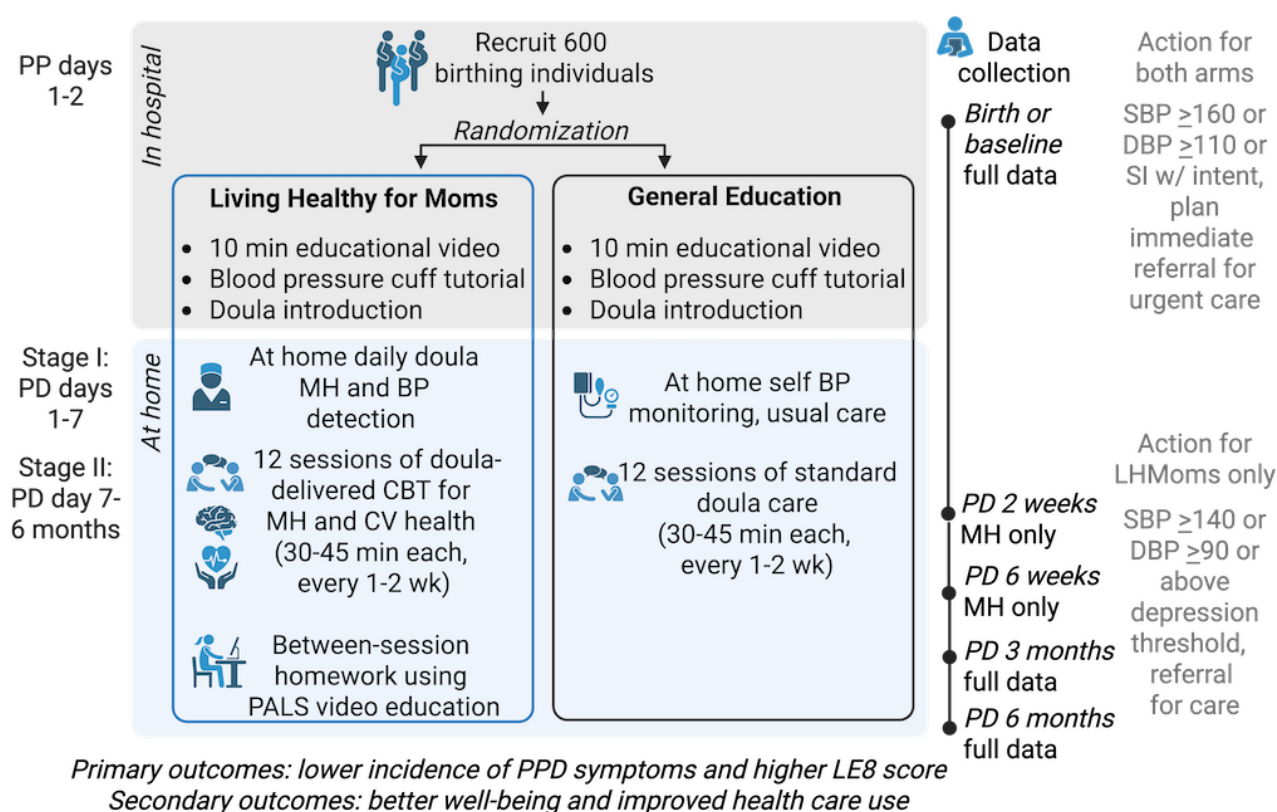 PP days
1-2
In hospital
Recruit 600
birthing individuals
Randomization
Living Healthy for Moms
• 10 min educational video
• Blood pressure cuff tutorial
• Doula introduction
General Education
• 10 min educational video
• Blood pressure cuff tutorial
• Doula introduction
Stage I:
PD days
1-7
Stage II:
PD day 7-
6 months
At home
At home daily doula
MH and BP
detection
12 sessions of doula-
delivered CBT for
MH and CV health
(30-45 min each,
every 1-2 wk)
Between-session
homework using
PALS video education
At home self BP
monitoring, usual care
12 sessions of standard
doula care
(30-45 min each,
every 1-2 wk)
Data
collection
Birth or
baseline
full data
PD 2 weeks
MH only
PD 6 weeks
MH only
PD 3 months
full data
PD 6 months
full data
Action for
both arms
SBP ≥160 or
DBP ≥110 or
SI w/ intent,
plan
immediate
referral for
urgent care
Action for
LHMoms only
SBP ≥140 or
DBP ≥90 or
above
depression
threshold,
referral
for care
Primary outcomes: lower incidence of PPD symptoms and higher LE8 score
Secondary outcomes: better well-being and improved health care use